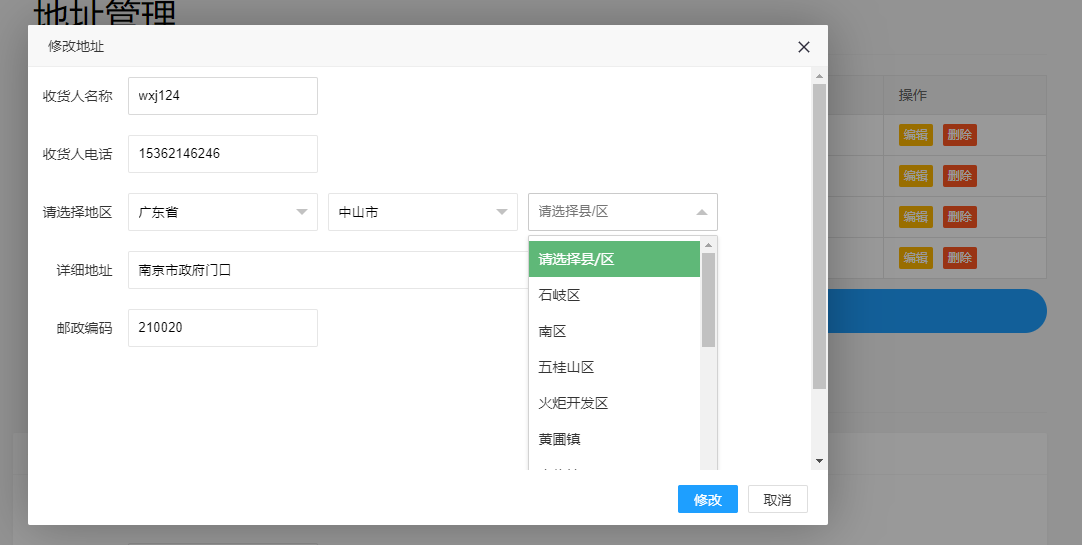 地址管理
修改地址
收货人名称 wxj124
操作
编辑 删除
收货人电话 15362146246
编辑 删除
请选择地区 广东省 中山市 请选择县/区
编辑 删除
请选择县/区
编辑 删除
详细地址 南京市政府门口
石岐区
邮政编码 210020
南区
五桂山区
火炬开发区
黄圃镇
修改 取消